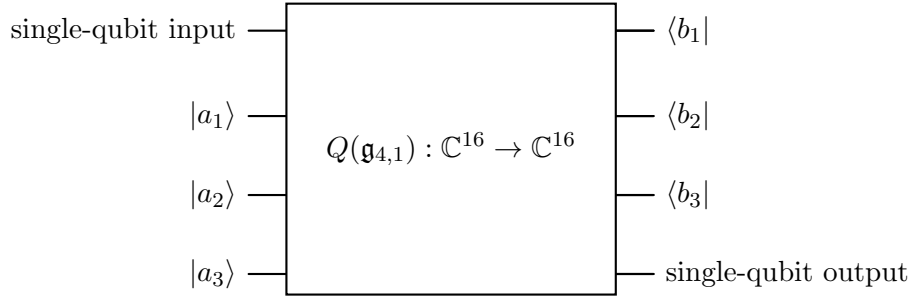 single-qubit input
⟨b₁|
|a₁⟩
⟨b₂|
Q(𝔤₄,₁) : ℂ¹⁶ → ℂ¹⁶
|a₂⟩
⟨b₃|
|a₃⟩
single-qubit output